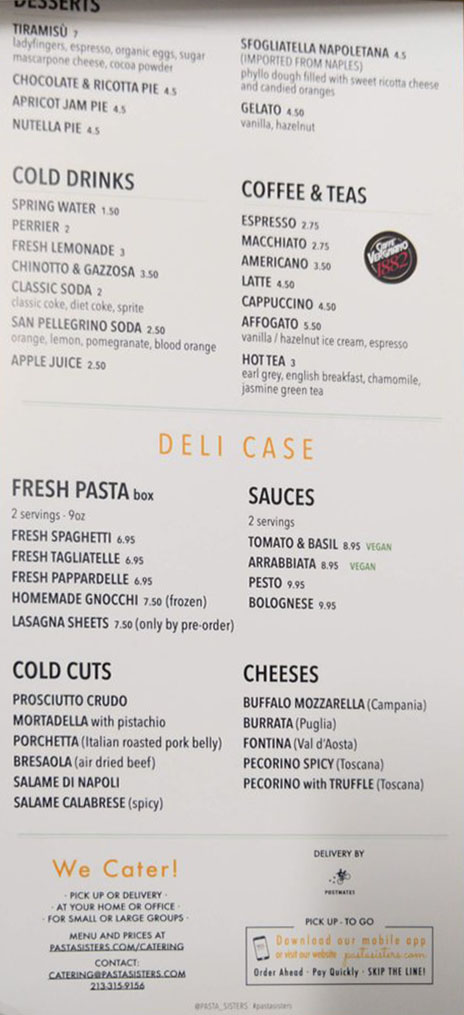 DESSERTS
TIRAMISÙ 7
ladyfingers, espresso, organic eggs, sugar
mascarpone cheese, cocoa powder
CHOCOLATE & RICOTTA PIE 4.5
APRICOT JAM PIE 4.5
NUTELLA PIE 4.5
SFOGLIATELLA NAPOLETANA 4.5
(IMPORTED FROM NAPLES)
phyllo dough filled with sweet ricotta cheese
and candied oranges
GELATO 4.50
vanilla, hazelnut
COLD DRINKS
SPRING WATER 1.50
PERRIER 2
FRESH LEMONADE 3
CHINOTTO & GAZZOSA 3.50
CLASSIC SODA 2
classic coke, diet coke, sprite
SAN PELLEGRINO SODA 2.50
orange, lemon, pomegranate, blood orange
APPLE JUICE 2.50
COFFEE & TEAS
ESPRESSO 2.75
MACCHIATO 2.75
AMERICANO 3.50
LATTE 4.50
CAPPUCCINO 4.50
AFFOGATO 5.50
vanilla / hazelnut ice cream, espresso
HOT TEA 3
earl grey, english breakfast, chamomile,
jasmine green tea
CAFFÈ
VERGNANO
1882
DELI CASE
FRESH PASTA box
2 servings - 9oz
FRESH SPAGHETTI 6.95
FRESH TAGLIATELLE 6.95
FRESH PAPPARDELLE 6.95
HOMEMADE GNOCCHI 7.50 (frozen)
LASAGNA SHEETS 7.50 (only by pre-order)
SAUCES
2 servings
TOMATO & BASIL 8.95 VEGAN
ARRABBIATA 8.95 VEGAN
PESTO 9.95
BOLOGNESE 9.95
COLD CUTS
PROSCIUTTO CRUDO
MORTADELLA with pistachio
PORCHETTA (Italian roasted pork belly)
BRESAOLA (air dried beef)
SALAME DI NAPOLI
SALAME CALABRESE (spicy)
CHEESES
BUFFALO MOZZARELLA (Campania)
BURRATA (Puglia)
FONTINA (Val d'Aosta)
PECORINO SPICY (Toscana)
PECORINO with TRUFFLE (Toscana)
We Cater!
· PICK UP OR DELIVERY ·
· AT YOUR HOME OR OFFICE ·
· FOR SMALL OR LARGE GROUPS ·
MENU AND PRICES AT
PASTASISTERS.COM/CATERING
CONTACT:
CATERING@PASTASISTERS.COM
213.315.9156
DELIVERY BY
POSTMATES
PICK UP - TO GO
Download our mobile app
or visit our website pastasisters.com
Order Ahead · Pay Quickly · SKIP THE LINE!
@PASTA_SISTERS #pastasisters